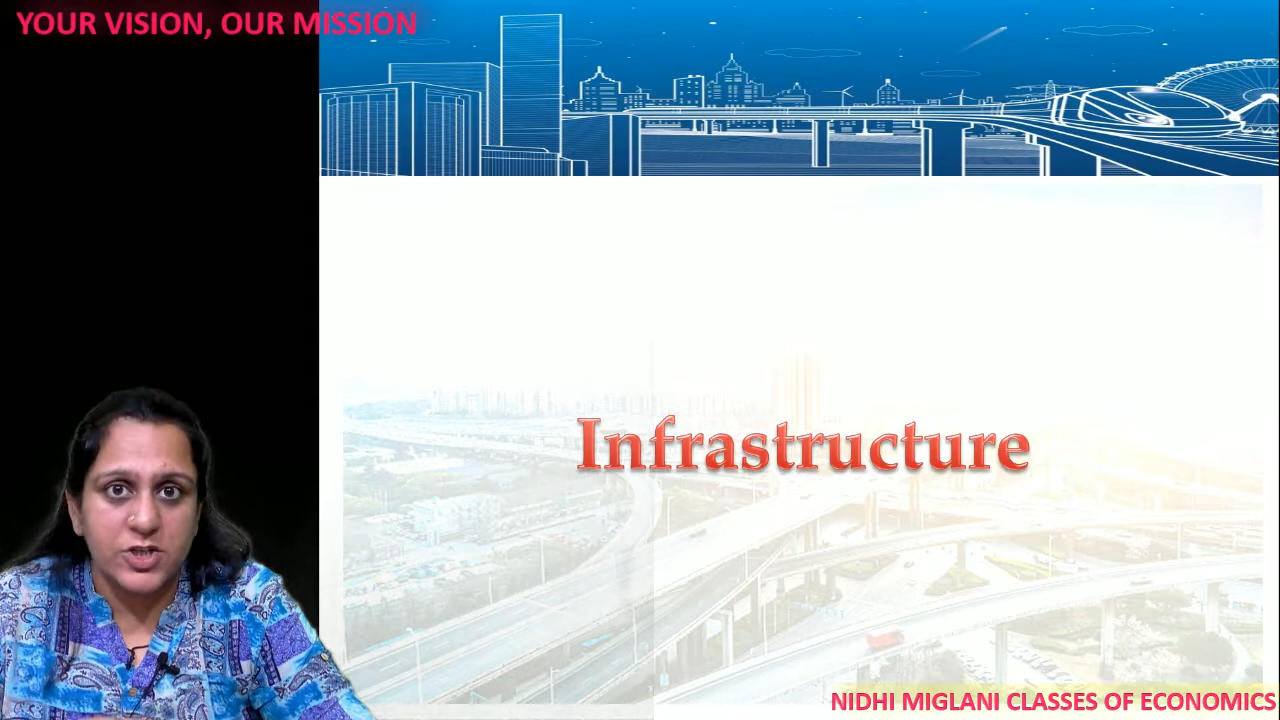 YOUR VISION, OUR MISSION
Infrastructure
NIDHI MIGLANI CLASSES OF ECONOMICS